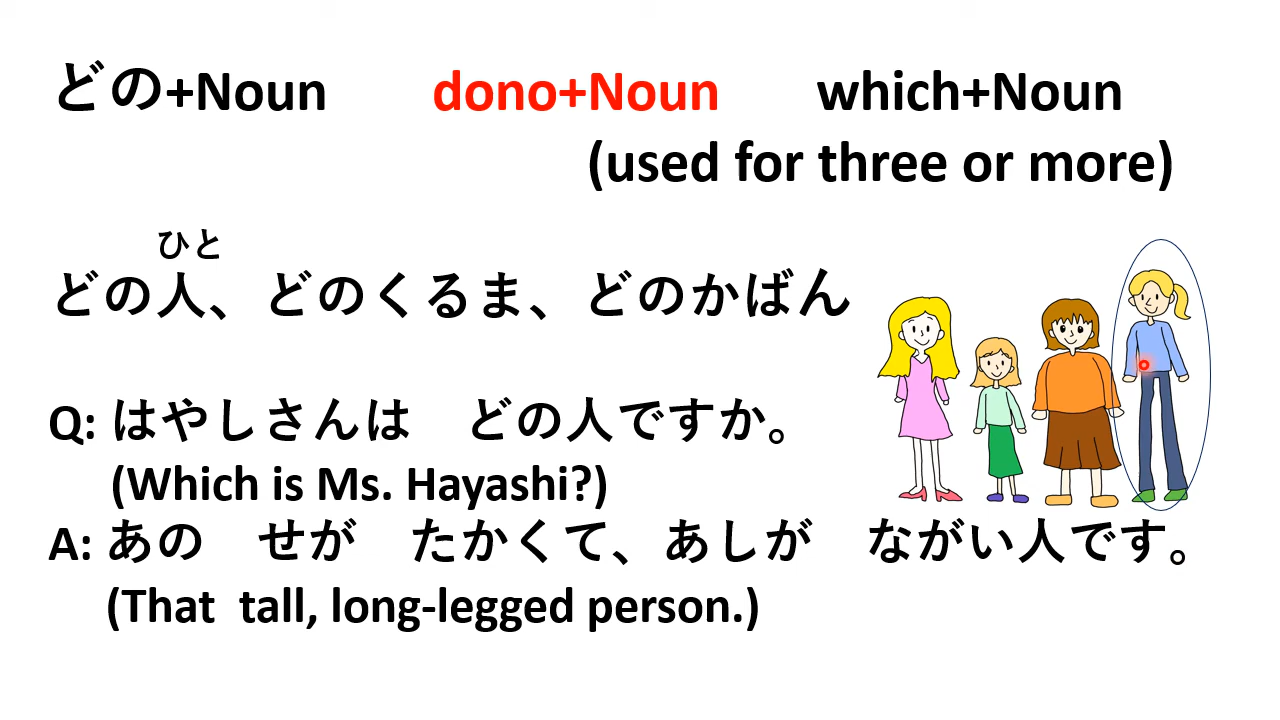 どの+Noun dono+Noun which+Noun
(used for three or more)
ひと
どの人、どのくるま、どのかばん
Q: はやしさんは　どの人ですか。
(Which is Ms. Hayashi?)
A: あの　せが　たかくて、あしが　ながい人です。
(That tall, long-legged person.)